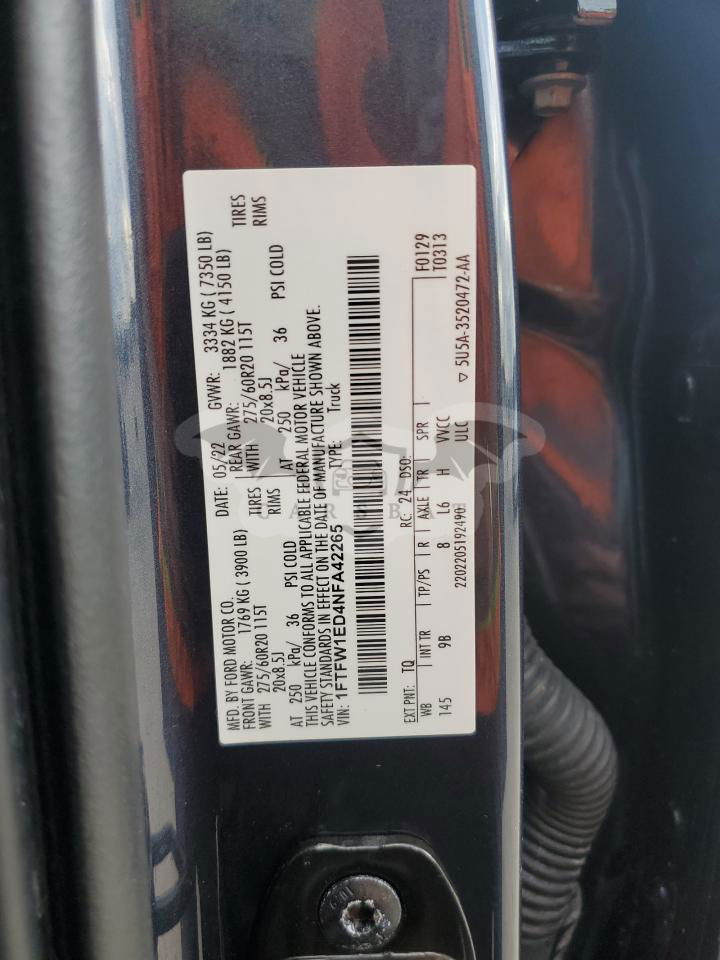 MFD. BY FORD MOTOR CO.
DATE: 05/22 GVWR: 3334 KG ( 7350 LB)
FRONT GAWR: 1769 KG ( 3900 LB) REAR GAWR: 1882 KG ( 4150 LB)
WITH 275/60R20 115T TIRES WITH 275/60R20 115T TIRES
20x8.5J RIMS 20x8.5J RIMS
AT 250 kPa/ 36 PSI COLD AT 250 kPa/ 36 PSI COLD
THIS VEHICLE CONFORMS TO ALL APPLICABLE FEDERAL MOTOR VEHICLE
SAFETY STANDARDS IN EFFECT ON THE DATE OF MANUFACTURE SHOWN ABOVE.
VIN: 1FTFW1ED4NFA42265 TYPE: Truck
F0129
T0313
EXT PNT: TQ RC: 24 DSO:
WB INT TR TP/PS R AXLE TR SPR
145 9B 8 L6 H VVCC
2202205192490 ULC
▽ 5U5A-3520472-AA
CARSBAT